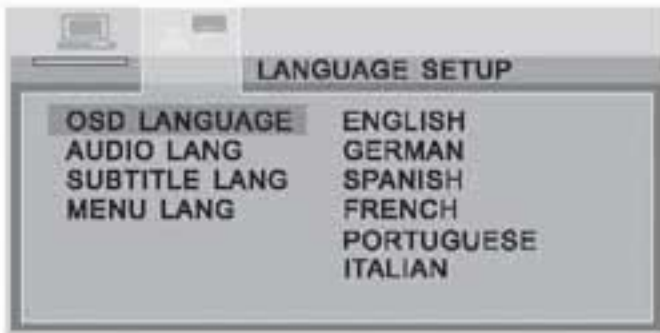 LANGUAGE SETUP
OSD LANGUAGE
AUDIO LANG
SUBTITLE LANG
MENU LANG
ENGLISH
GERMAN
SPANISH
FRENCH
PORTUGUESE
ITALIAN